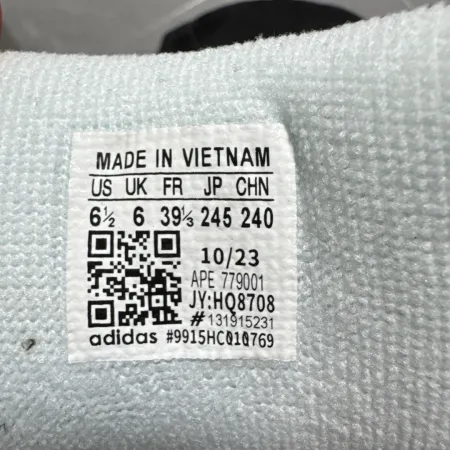 MADE IN VIETNAM
US UK FR JP CHN
6½ 6 39⅓ 245 240
10/23
APE 779001
JY:HQ8708
#131915231
adidas #9915HC010769